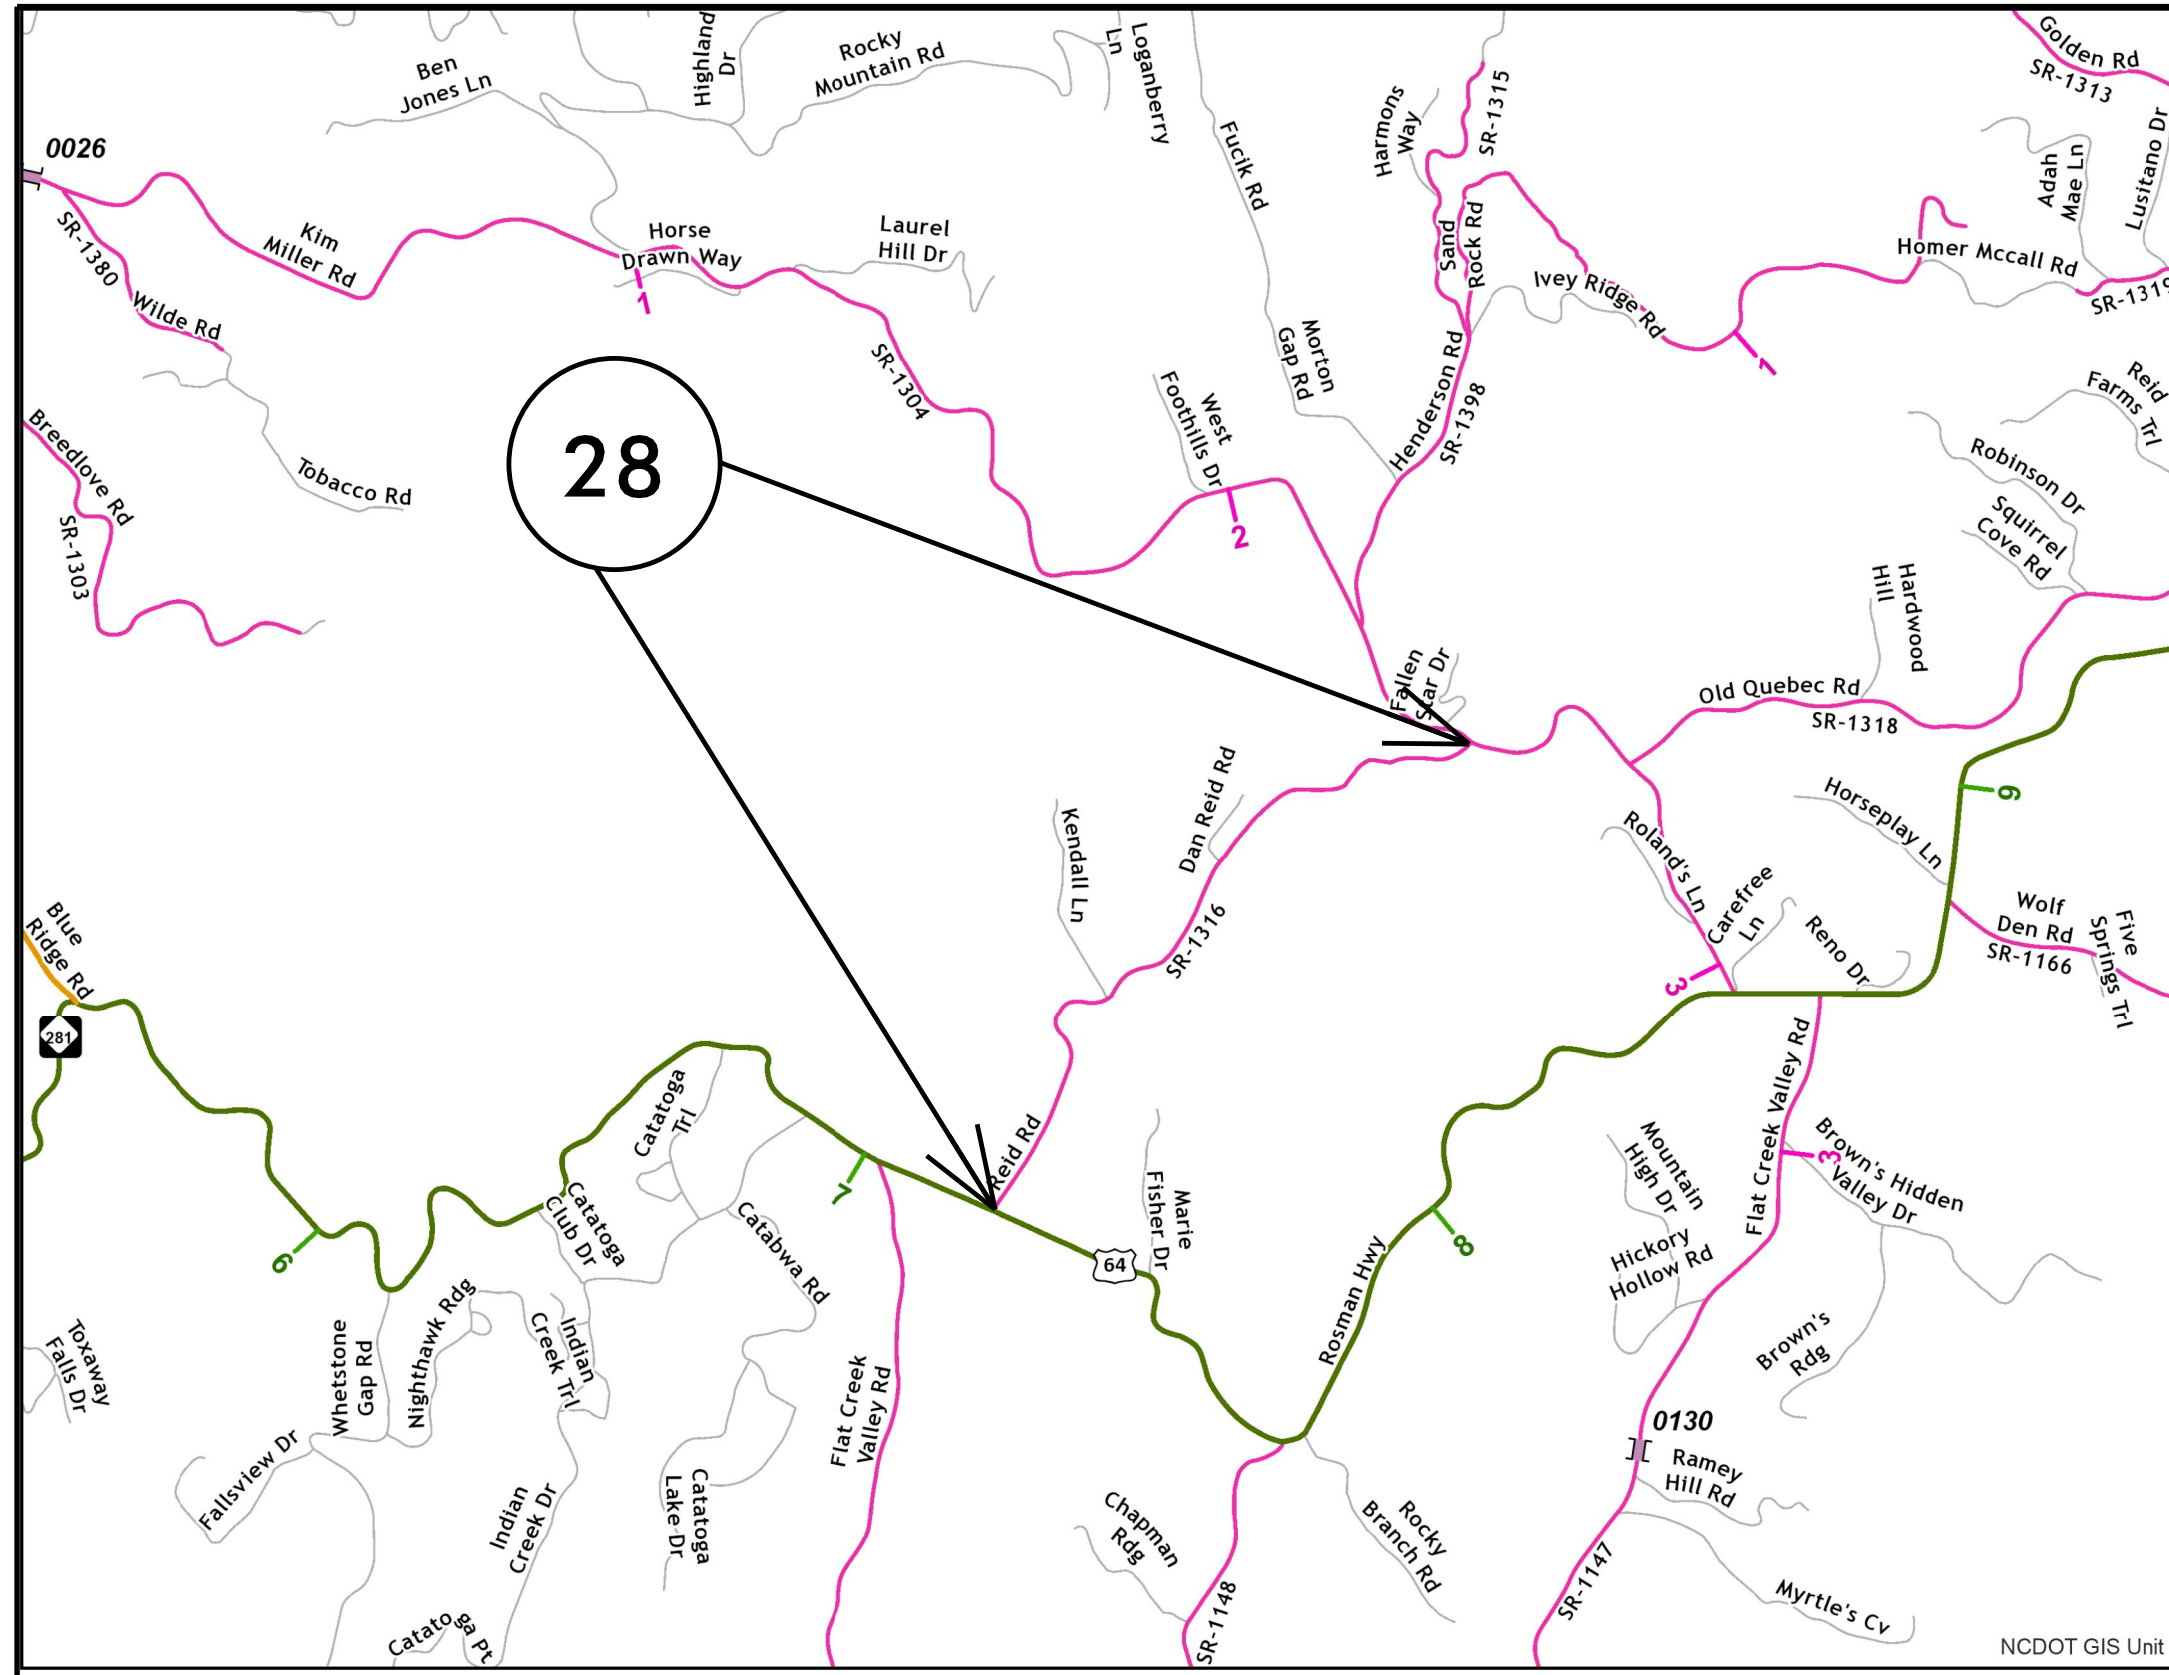 Golden Rd
SR-1313
Highland
Dr
Rocky
Mountain Rd
Ben
Jones Ln
Loganberry
Ln
Harmons
Way
SR-1315
Fucik Rd
Adah
Mae Ln
Lusitano Dr
0026
SR-1380
Kim
Miller Rd
Horse
Drawn Way
Laurel
Hill Dr
Sand
Rock Rd
Ivey Ridge Rd
Homer Mccall Rd
SR-1319
Wilde Rd
1
SR-1304
Morton
Gap Rd
1
Henderson Rd
SR-1398
West
Foothills Dr
Reid
Farms Trl
Breedlove Rd
SR-1303
Tobacco Rd
28
2
Robinson Dr
Squirrel
Cove Rd
Hardwood
Hill
Fallen
Star Dr
Old Quebec Rd
SR-1318
Dan Reid Rd
Kendall Ln
SR-1316
Horseplay Ln
9
Roland's Ln
Carefree
Ln
Reno Dr
Wolf
Den Rd
SR-1166
Five
Springs Trl
Blue
Ridge Rd
281
3
Catatoga
Trl
Reid Rd
7
Flat Creek Valley Rd
3
Mountain
High Dr
Brown's Hidden
Valley Dr
6
Catatoga
Club Dr
Catabwa Rd
64
Marie
Fisher Dr
Rosman Hwy
8
Hickory
Hollow Rd
Toxaway
Falls Dr
Whetstone
Gap Rd
Nighthawk Rdg
Indian
Creek Trl
Flat Creek
Valley Rd
Brown's
Rdg
0130
Ramey
Hill Rd
Fallsview Dr
Indian
Creek Dr
Catatoga
Lake Dr
Chapman
Rdg
Rocky
Branch Rd
SR-1148
SR-1147
Myrtle's Cv
Catatoga Pt
NCDOT GIS Unit